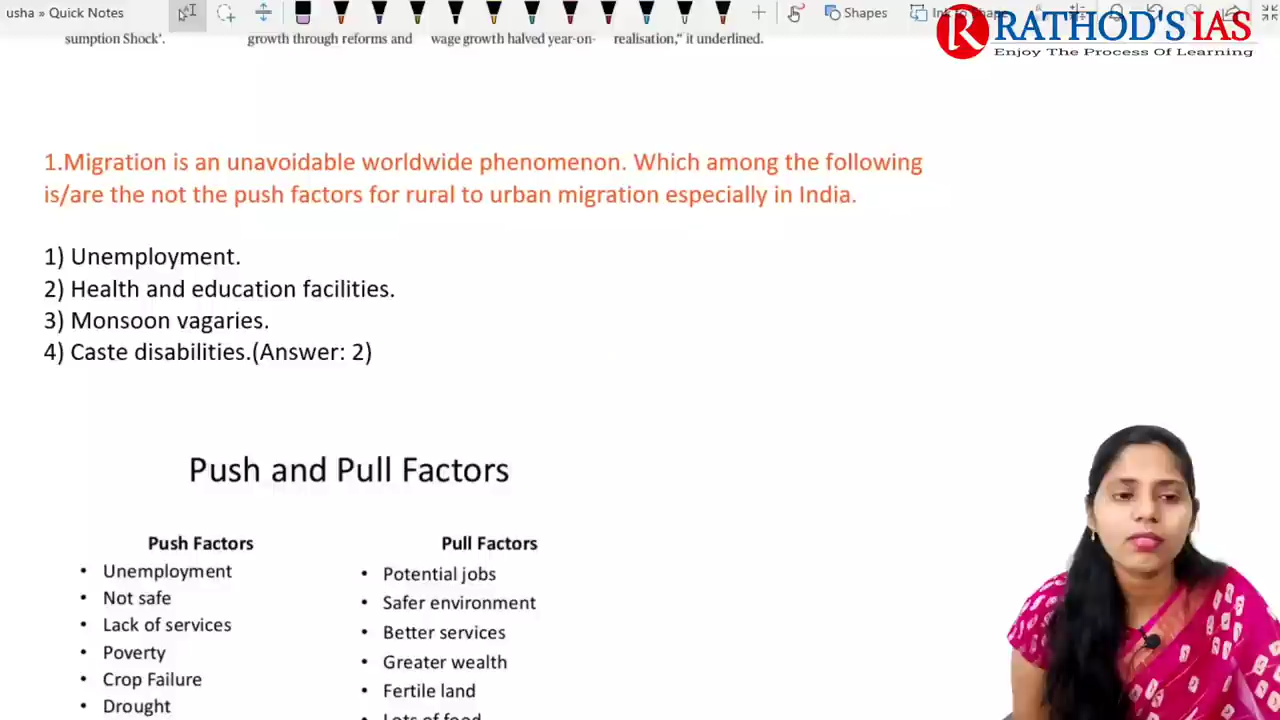 usha » Quick Notes
Shapes
sumption Shock'.
growth through reforms and
wage growth halved year-on-
realisation," it underlined.
R RATHOD'S IAS
Enjoy The Process Of Learning
1.Migration is an unavoidable worldwide phenomenon. Which among the following
is/are the not the push factors for rural to urban migration especially in India.
1) Unemployment.
2) Health and education facilities.
3) Monsoon vagaries.
4) Caste disabilities.(Answer: 2)
Push and Pull Factors
Push Factors
• Unemployment
• Not safe
• Lack of services
• Poverty
• Crop Failure
• Drought
Pull Factors
• Potential jobs
• Safer environment
• Better services
• Greater wealth
• Fertile land
• Lots of food